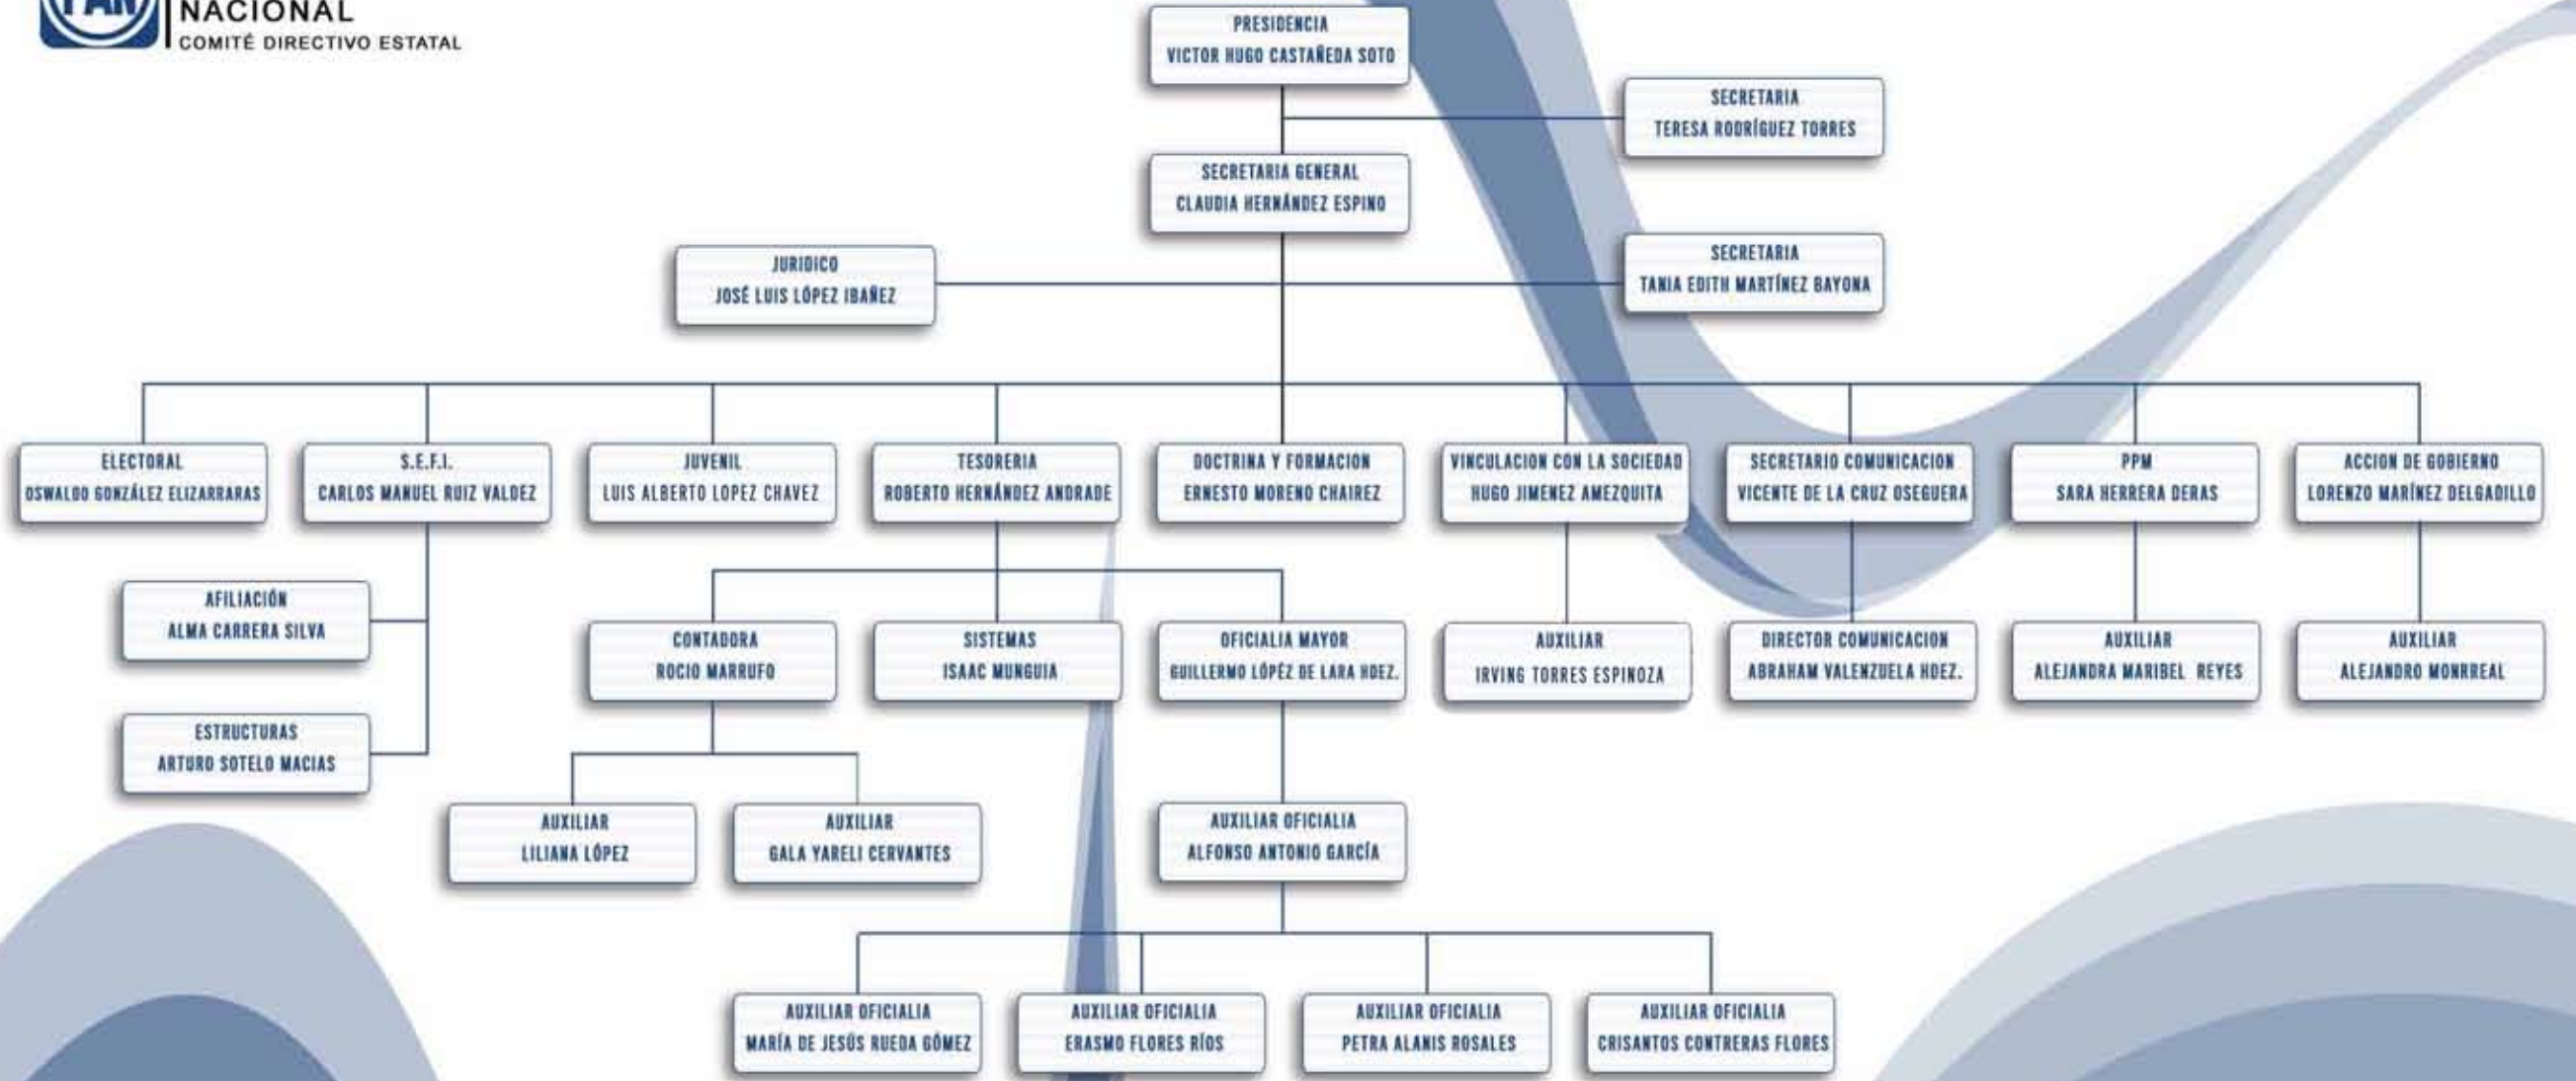 PAN
NACIONAL
COMITÉ DIRECTIVO ESTATAL
PRESIDENCIA
VICTOR HUGO CASTAÑEDA SOTO
SECRETARIA
TERESA RODRÍGUEZ TORRES
SECRETARIA GENERAL
CLAUDIA HERNÁNDEZ ESPINO
JURIDICO
JOSÉ LUIS LÓPEZ IBAÑEZ
SECRETARIA
TANIA EDITH MARTÍNEZ BAYONA
ELECTORAL
OSWALDO GONZÁLEZ ELIZARRARAS
S.E.F.I.
CARLOS MANUEL RUIZ VALDEZ
JUVENIL
LUIS ALBERTO LOPEZ CHAVEZ
TESORERIA
ROBERTO HERNÁNDEZ ANDRADE
DOCTRINA Y FORMACION
ERNESTO MORENO CHAIREZ
VINCULACION CON LA SOCIEDAD
HUGO JIMENEZ AMEZQUITA
SECRETARIO COMUNICACION
VICENTE DE LA CRUZ OSEGUERA
PPM
SARA HERRERA DERAS
ACCION DE GOBIERNO
LORENZO MARÍNEZ DELGADILLO
AFILIACIÓN
ALMA CARRERA SILVA
ESTRUCTURAS
ARTURO SOTELO MACIAS
CONTADORA
ROCIO MARRUFO
SISTEMAS
ISAAC MUNGUIA
OFICIALIA MAYOR
GUILLERMO LÓPÉZ DE LARA HDEZ.
AUXILIAR
IRVING TORRES ESPINOZA
DIRECTOR COMUNICACION
ABRAHAM VALENZUELA HDEZ.
AUXILIAR
ALEJANDRA MARIBEL REYES
AUXILIAR
ALEJANDRO MONRREAL
AUXILIAR
LILIANA LÓPEZ
AUXILIAR
GALA YARELI CERVANTES
AUXILIAR OFICIALIA
ALFONSO ANTONIO GARCÍA
AUXILIAR OFICIALIA
MARÍA DE JESÚS RUEDA GÓMEZ
AUXILIAR OFICIALIA
ERASMO FLORES RÍOS
AUXILIAR OFICIALIA
PETRA ALANIS ROSALES
AUXILIAR OFICIALIA
CRISANTOS CONTRERAS FLORES